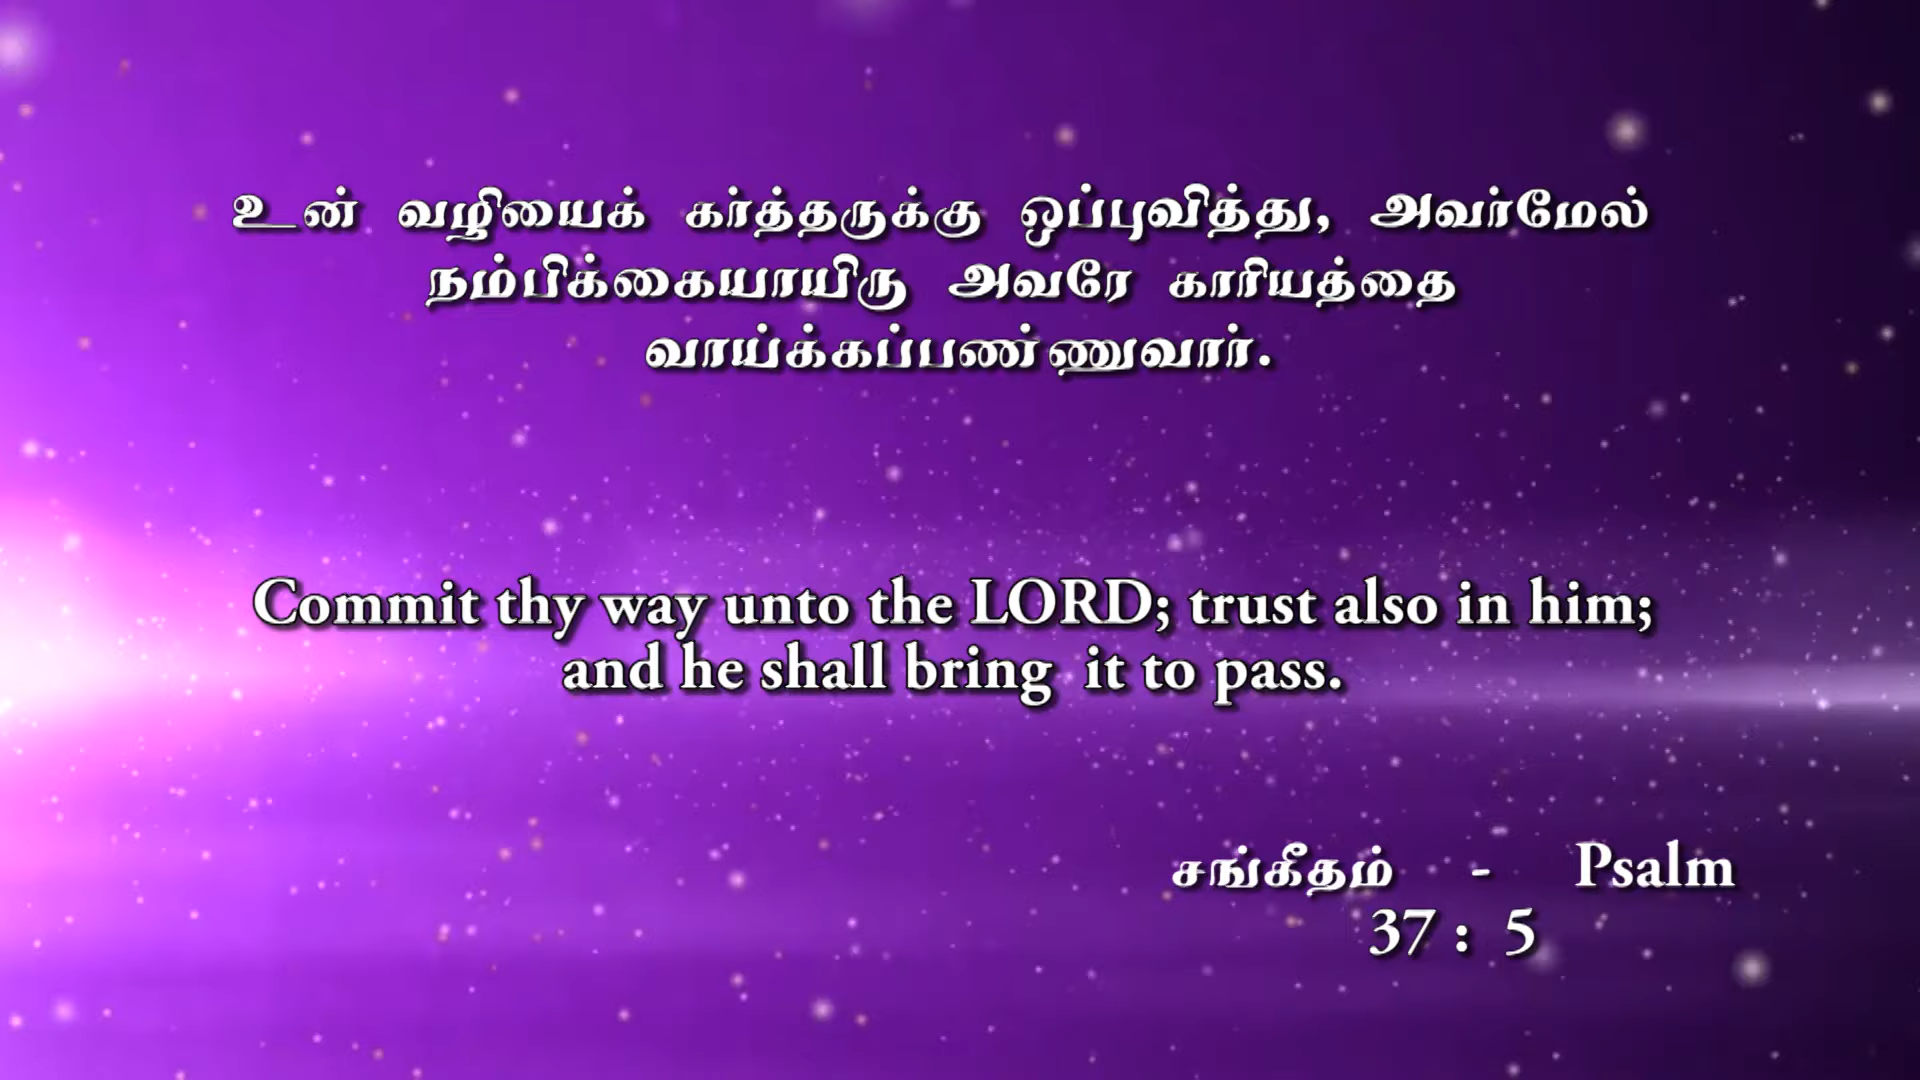 உன் வழியைக் கர்த்தருக்கு ஒப்புவித்து, அவர்மேல்
நம்பிக்கையாயிரு அவரே காரியத்தை
வாய்க்கப்பண்ணுவார்.
Commit thy way unto the LORD; trust also in him;
and he shall bring it to pass.
சங்கீதம் - Psalm
37 : 5